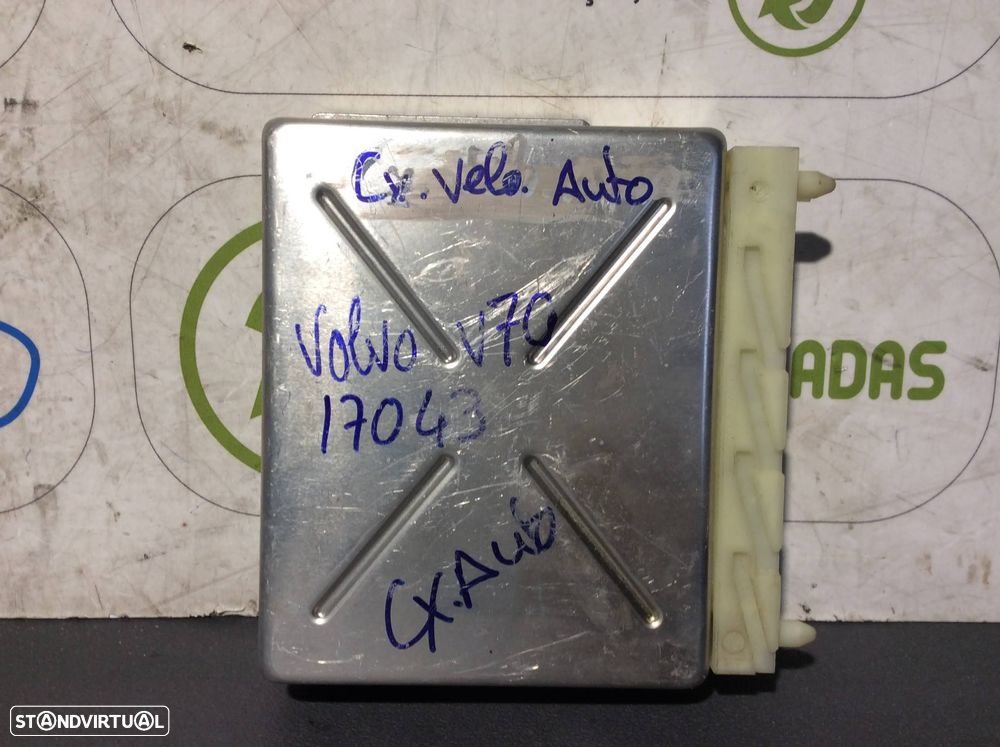 Cx. Velo. Auto
Volvo V70
17043
CX. Auto
ADAS
STANDVIRTUAL